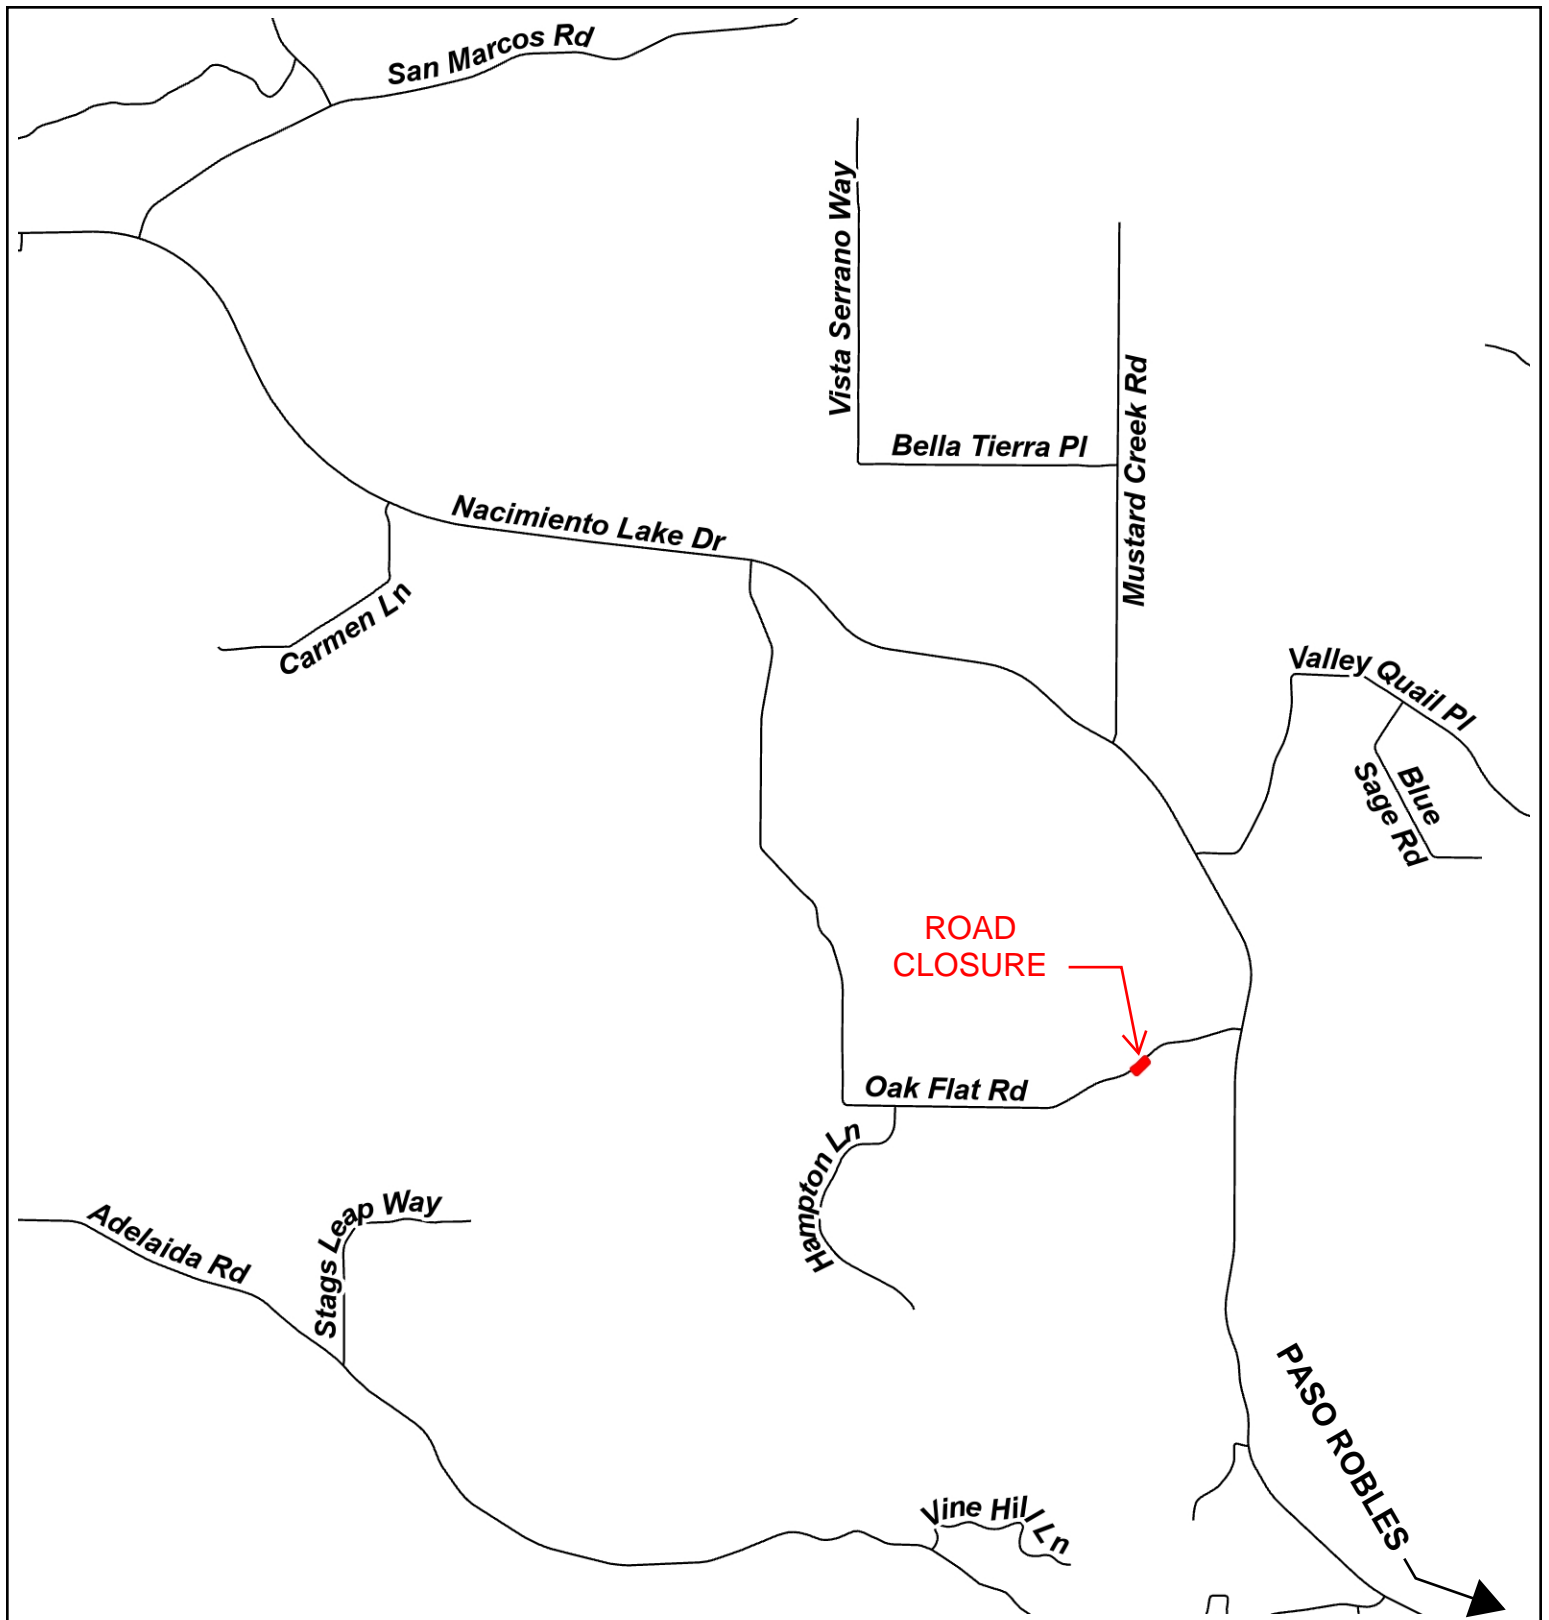 San Marcos Rd
Vista Serrano Way
Mustard Creek Rd
Bella Tierra Pl
Nacimiento Lake Dr
Carmen Ln
Valley Quail Pl
Blue
Sage Rd
ROAD
CLOSURE
Oak Flat Rd
Hampton Ln
Stags Leap Way
Adelaida Rd
PASO ROBLES
Vine Hill Ln